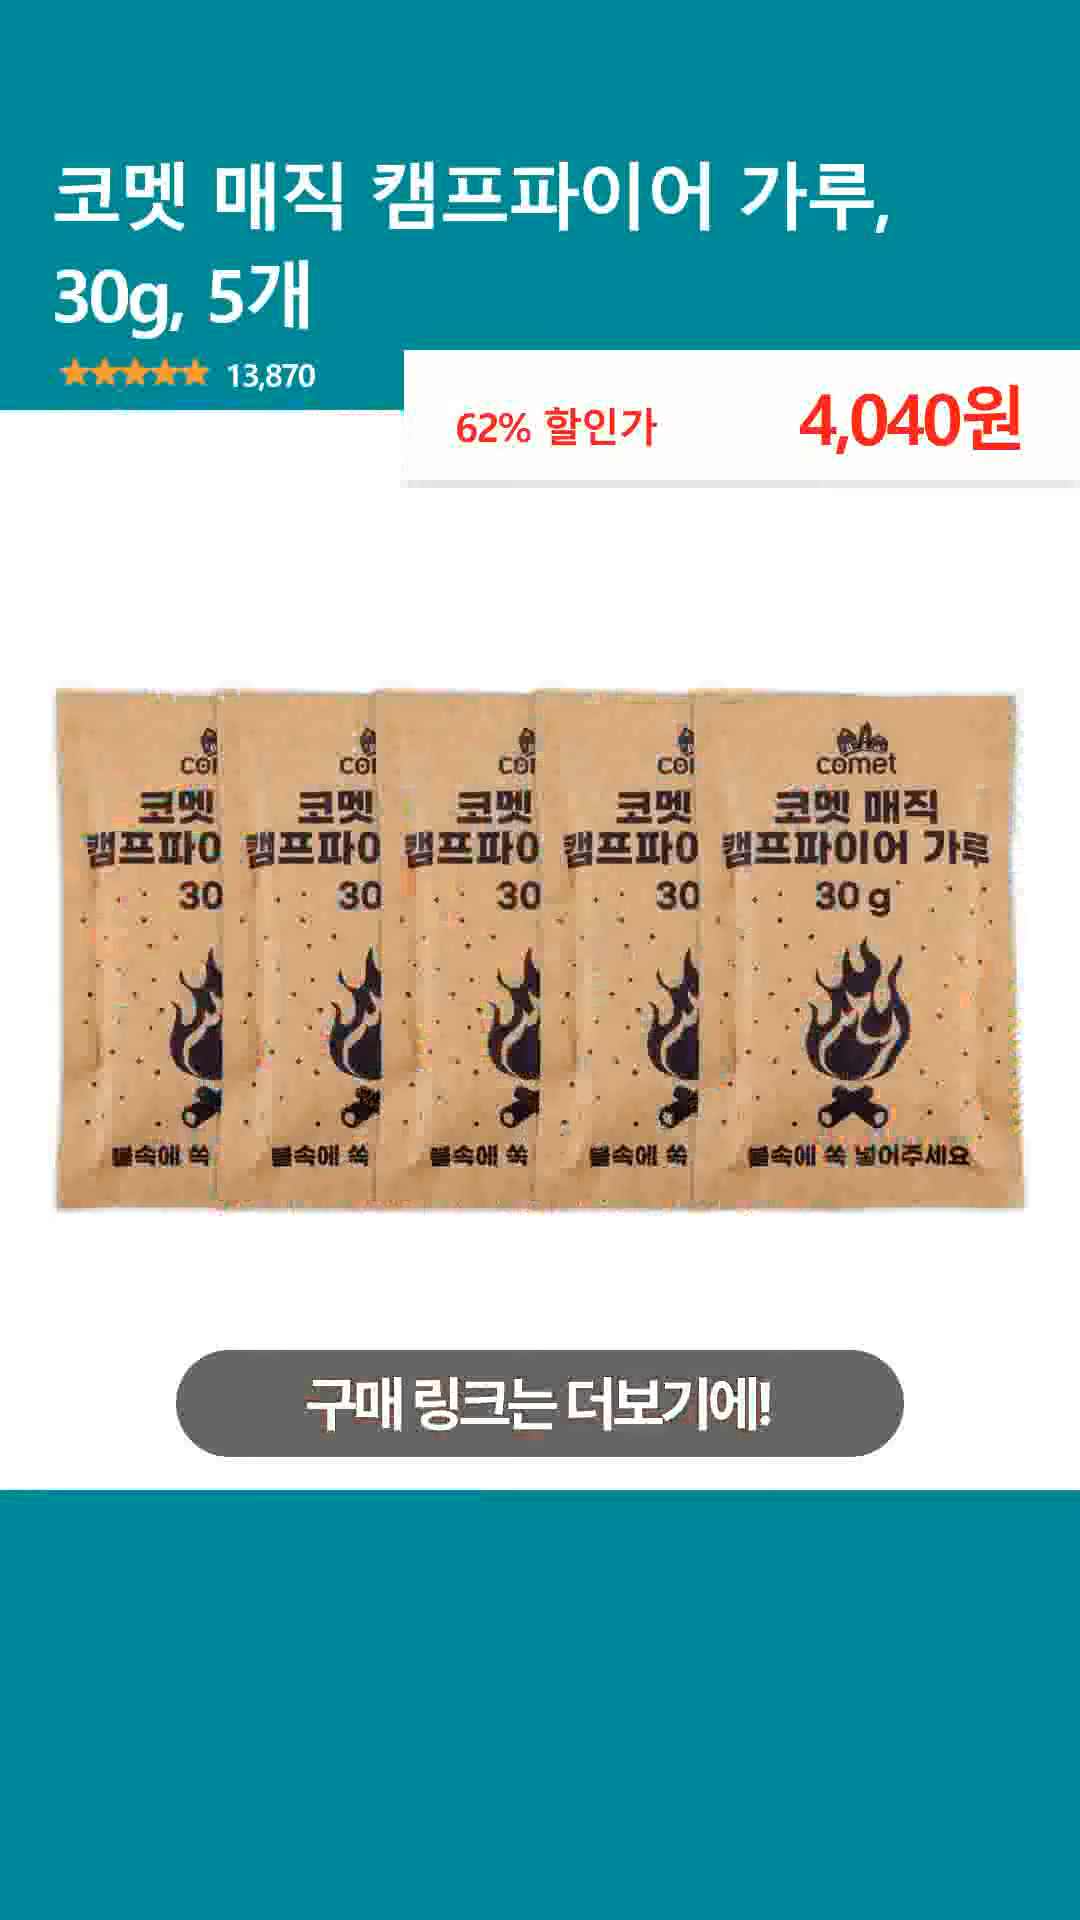 코멧 매직 캠프파이어 가루,
30g, 5개
13,870
62% 할인가
4,040원
comet
코멧 매직
캠프파이어 가루
30 g
불속에 쏙 넣어주세요
구매 링크는 더보기에!